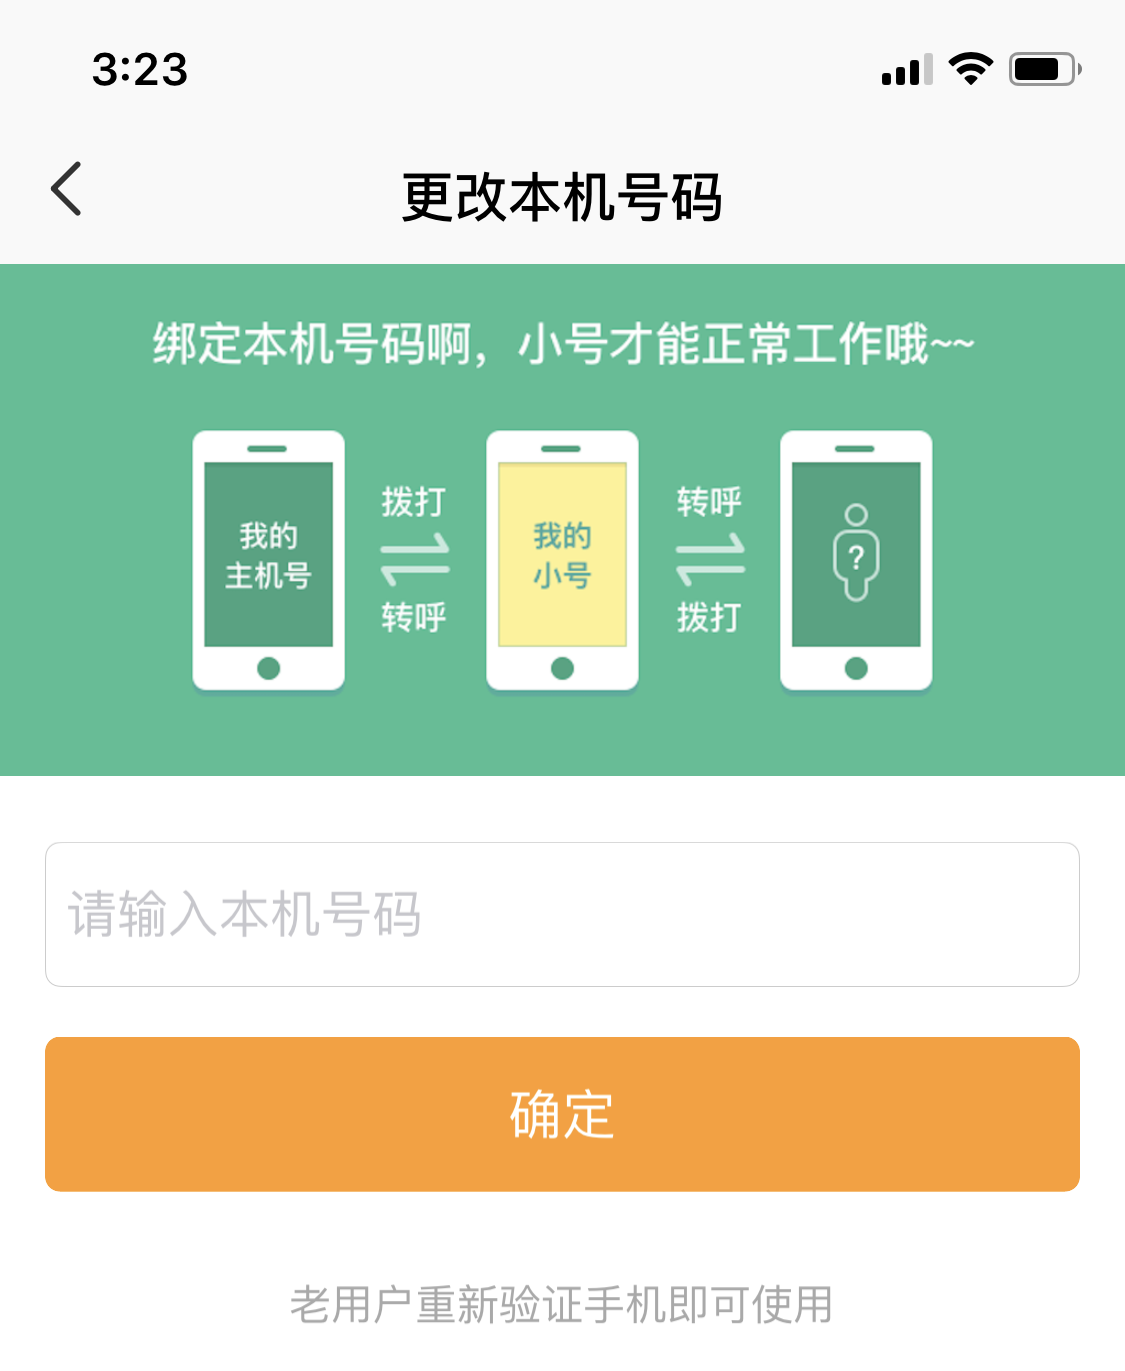 3:23
更改本机号码
绑定本机号码啊，小号才能正常工作哦~~
拨打
转呼
我的
主机号
我的
小号
?
转呼
拨打
请输入本机号码
确定
老用户重新验证手机即可使用